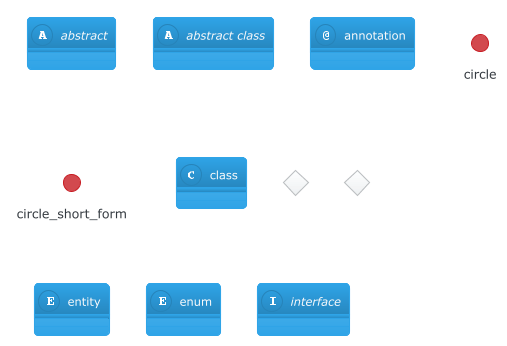 A abstract
A abstract class
@ annotation
circle
circle_short_form
C class
E entity
E enum
I interface